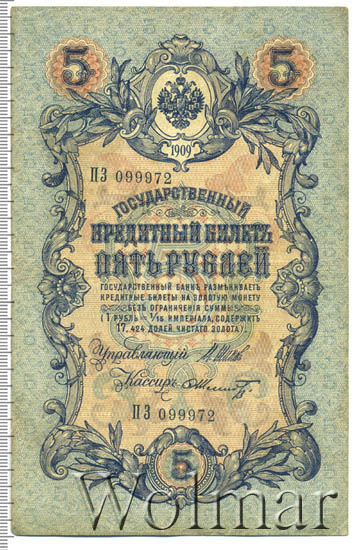 5 5
1909
ПЗ 099972
ГОСУДАРСТВЕННЫЙ
КРЕДИТНЫЙ БИЛЕТЪ
ПЯТЬ РУБЛЕЙ
ГОСУДАРСТВЕННЫЙ БАНКЪ РАЗМѢНИВАЕТЪ
КРЕДИТНЫЕ БИЛЕТЫ НА ЗОЛОТУЮ МОНЕТУ
БЕЗЪ ОГРАНИЧЕНІЯ СУММЫ
(1 РУБЛЬ = 1/15 ИМПЕРІАЛА, СОДЕРЖИТЪ
17,424 ДОЛЕЙ ЧИСТАГО ЗОЛОТА).
Управляющій
Кассиръ
ПЗ 099972
5
Wolmar